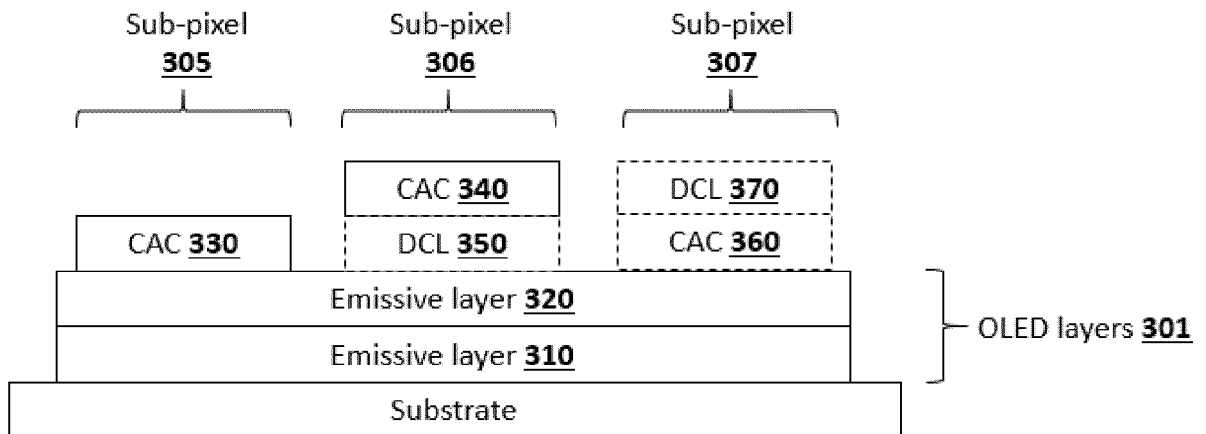 Sub-pixel
305
Sub-pixel
306
Sub-pixel
307
CAC 340
DCL 370
CAC 330
DCL 350
CAC 360
Emissive layer 320
OLED layers 301
Emissive layer 310
Substrate